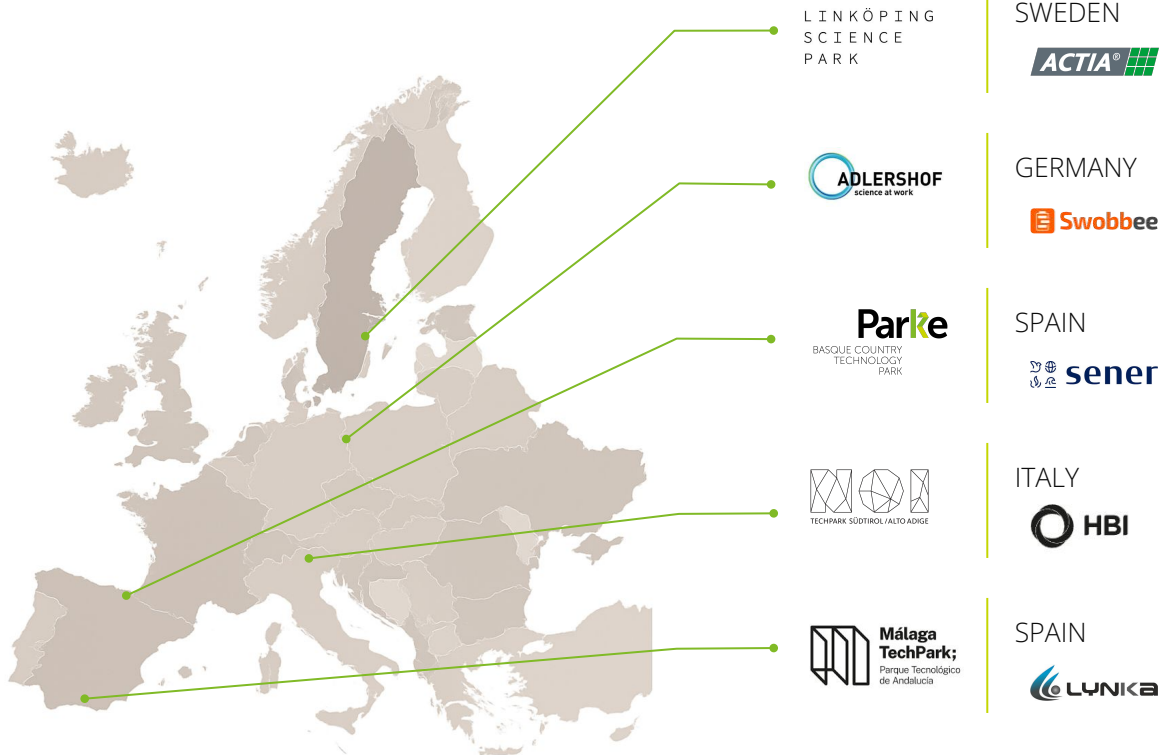 LINKÖPING
SCIENCE
PARK
SWEDEN
ACTIA®
ADLERSHOF
science at work
GERMANY
Swobbee
Parke
BASQUE COUNTRY
TECHNOLOGY
PARK
SPAIN
sener
NOI
TECHPARK SÜDTIROL / ALTO ADIGE
ITALY
HBI
Málaga
TechPark;
Parque Tecnológico
de Andalucía
SPAIN
LYNKA